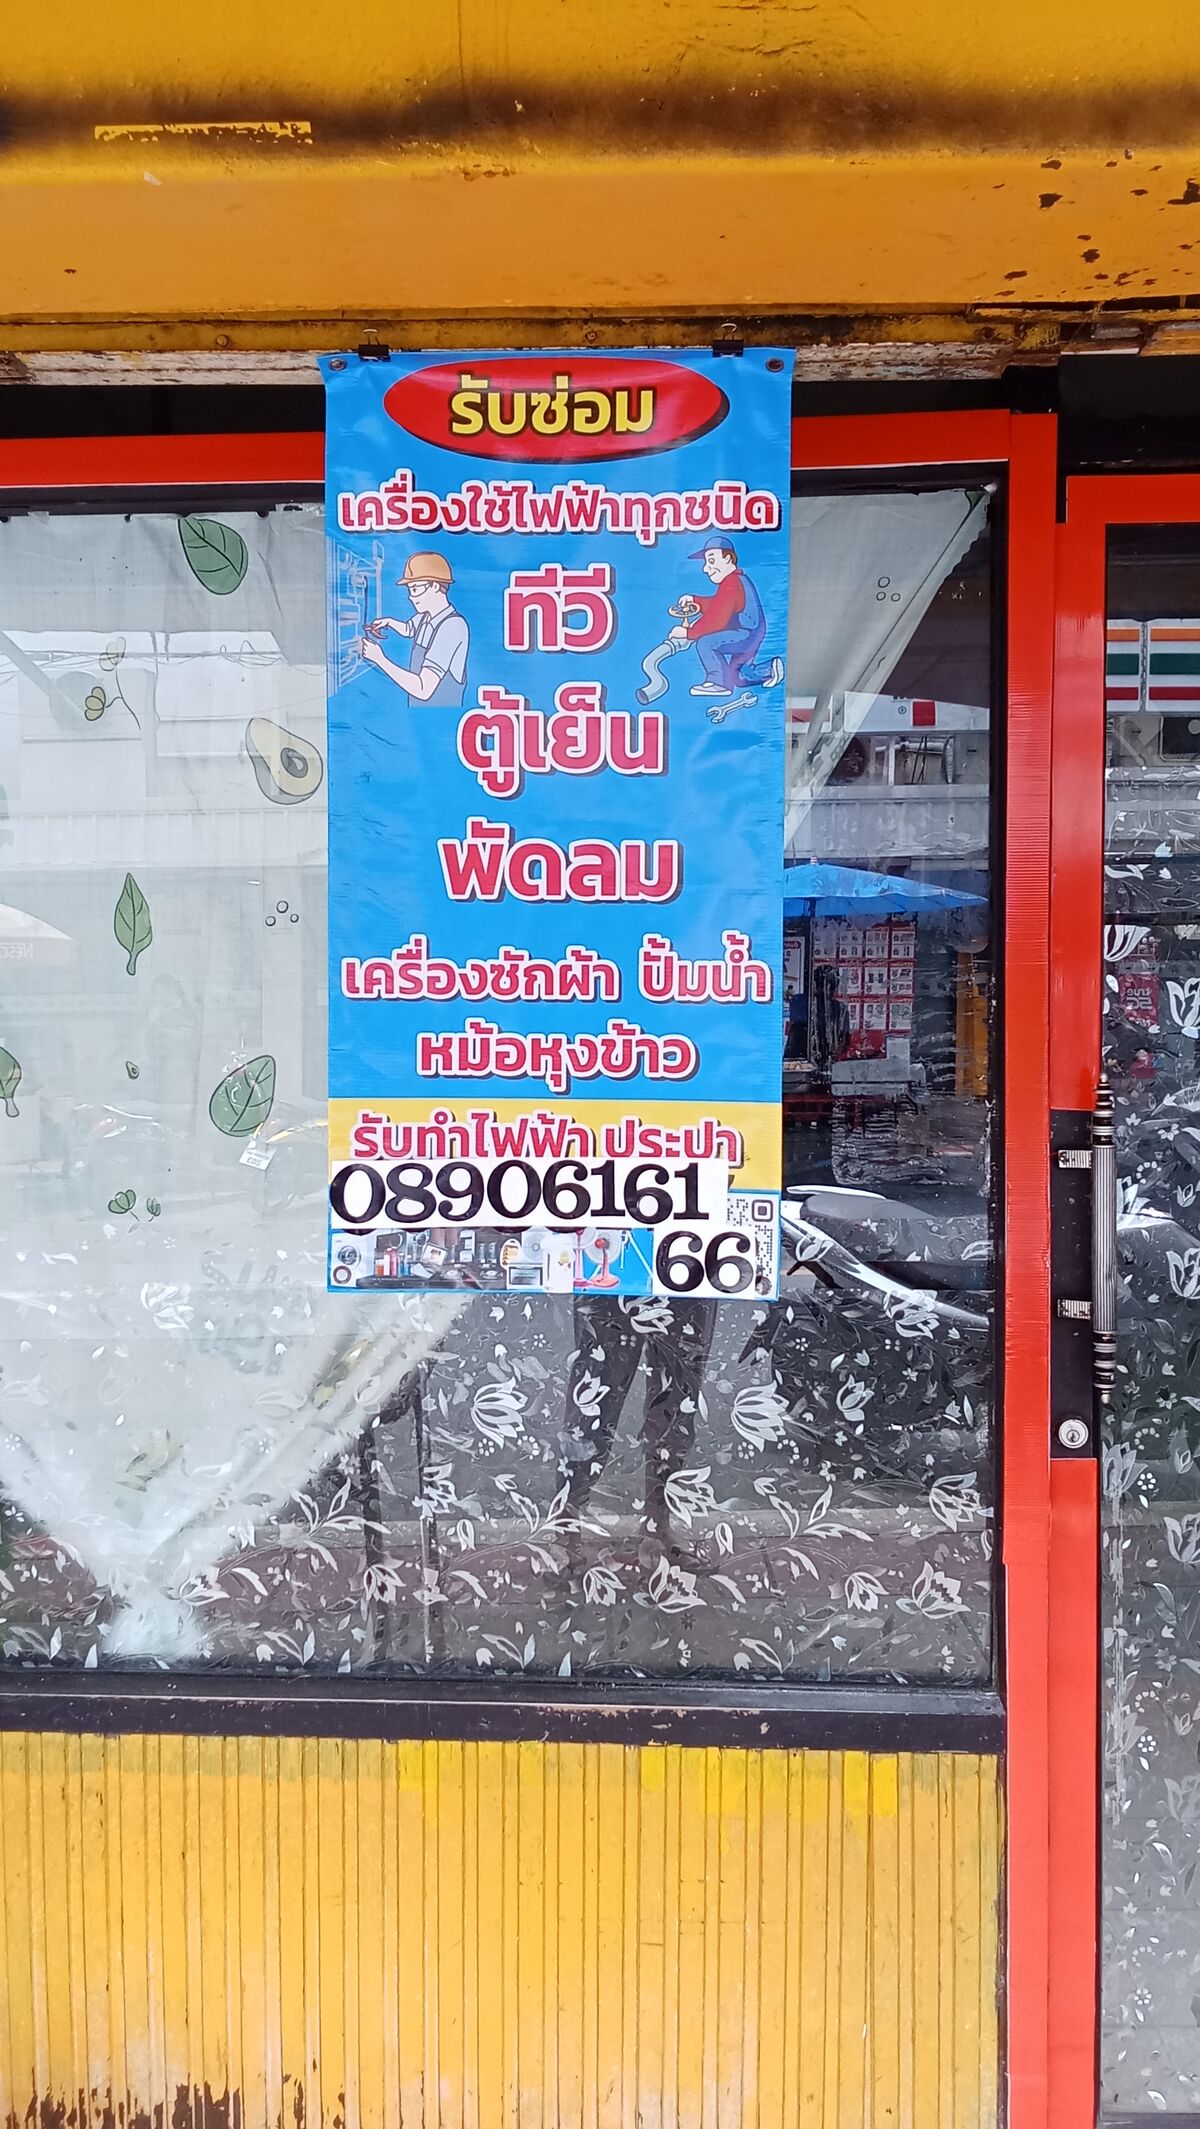 รับซ่อม
เครื่องใช้ไฟฟ้าทุกชนิด
ทีวี
ตู้เย็น
พัดลม
เครื่องซักผ้า ปั้มน้ำ
หม้อหุงข้าว
รับทำไฟฟ้า ประปา
08906161
66